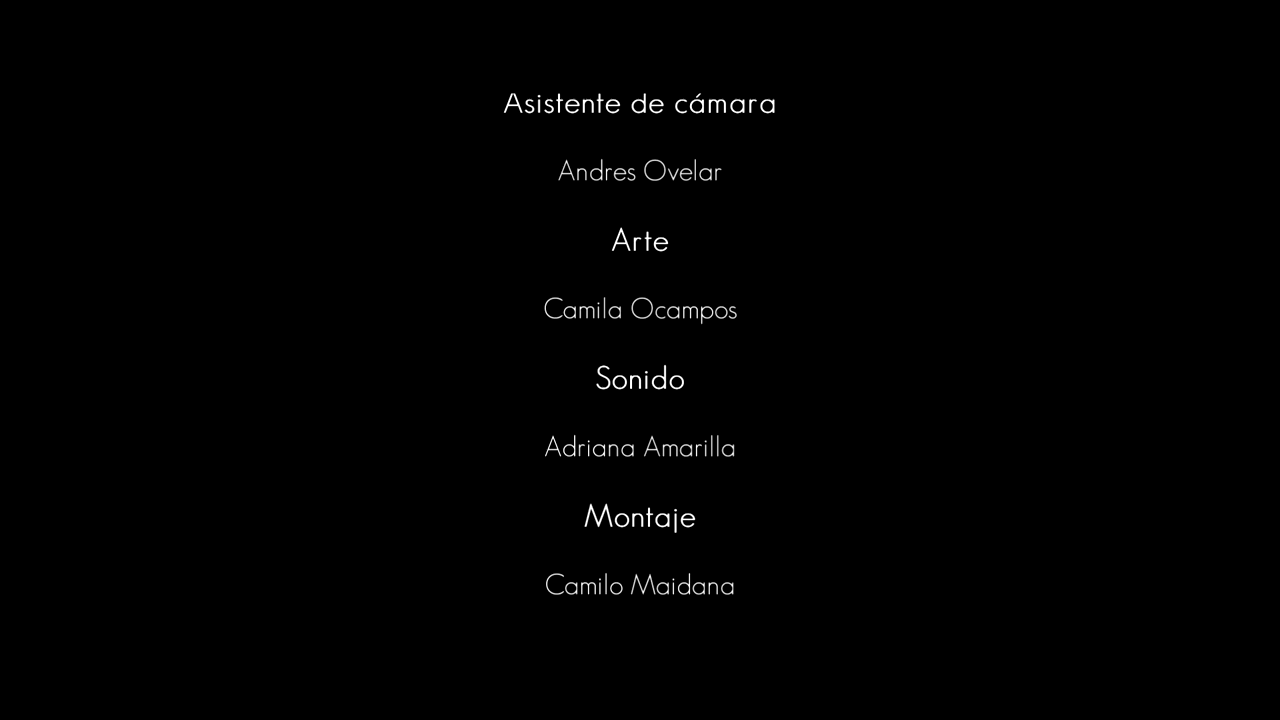 Asistente de cámara
Andres Ovelar
Arte
Camila Ocampos
Sonido
Adriana Amarilla
Montaje
Camilo Maidana